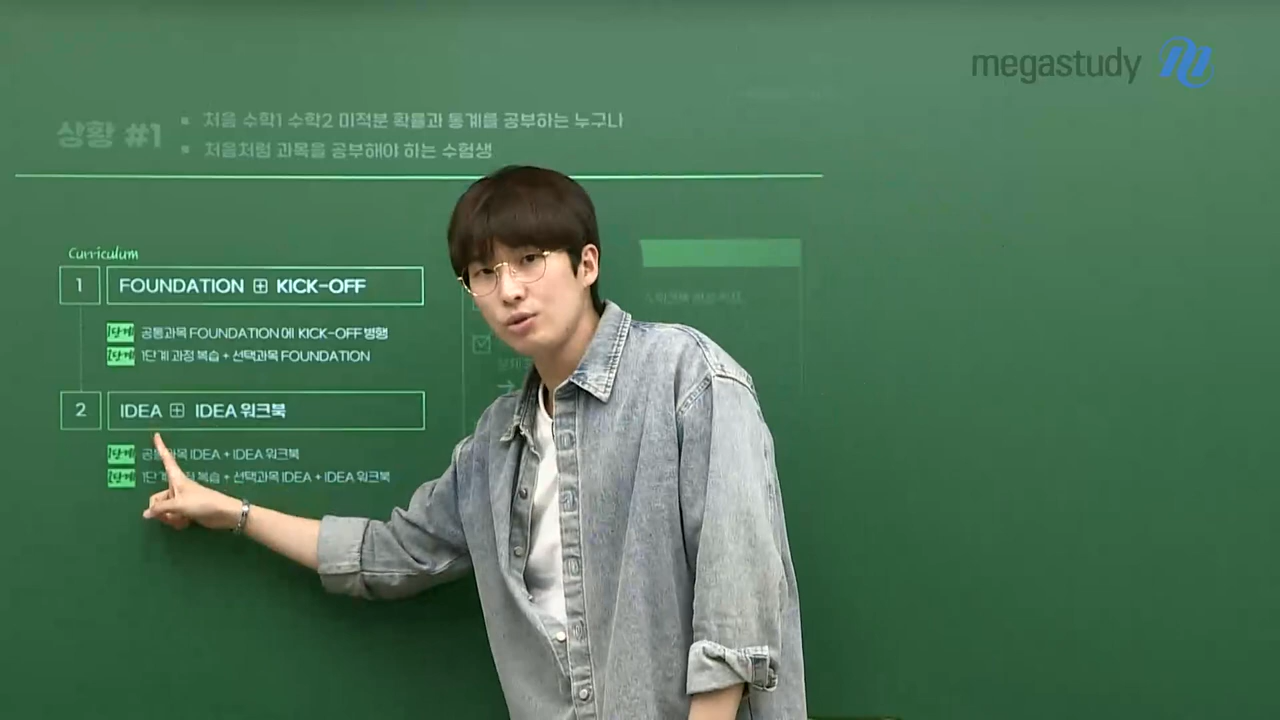 megastudy
상황 #1
▪ 처음 수학1 수학2 미적분 확률과 통계를 공부하는 누구나
▪ 처음처럼 과목을 공부해야 하는 수험생
Curriculum
1 FOUNDATION ⊞ KICK-OFF
1단계 공통과목 FOUNDATION에 KICK-OFF 병행
2단계 1단계 과정 복습 + 선택과목 FOUNDATION
2 IDEA ⊞ IDEA 워크북
1단계 공통과목 IDEA + IDEA 워크북
2단계 1단계 과정 복습 + 선택과목 IDEA + IDEA 워크북